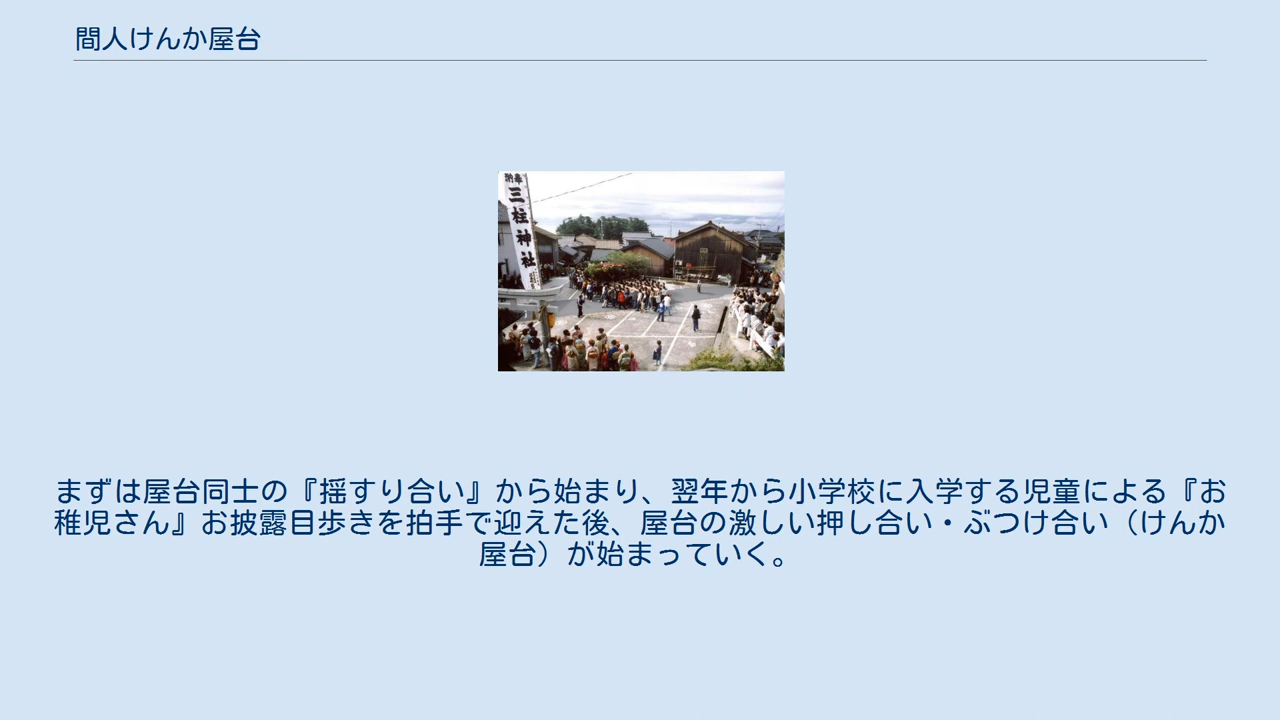 間人けんか屋台
奉納
三柱神社
まずは屋台同士の『揺すり合い』から始まり、翌年から小学校に入学する児童による『お
稚児さん』お披露目歩きを拍手で迎えた後、屋台の激しい押し合い・ぶつけ合い（けんか
屋台）が始まっていく。